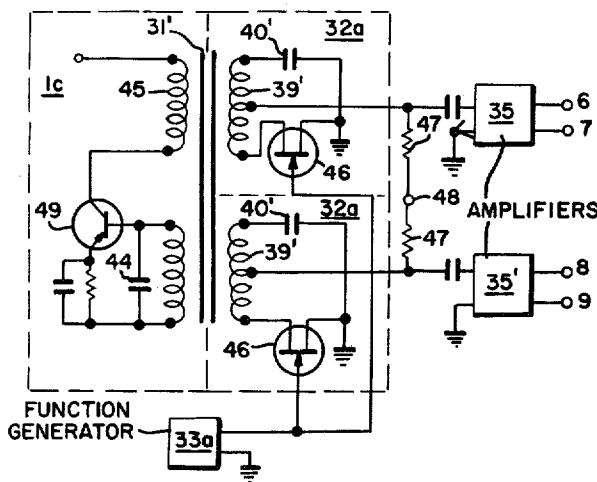 31'
40'
32a
1c
45
39'
35
6
7
47
46
48
49
44
40'
32a
AMPLIFIERS
39'
47
35'
8
9
46
FUNCTION
GENERATOR
33a